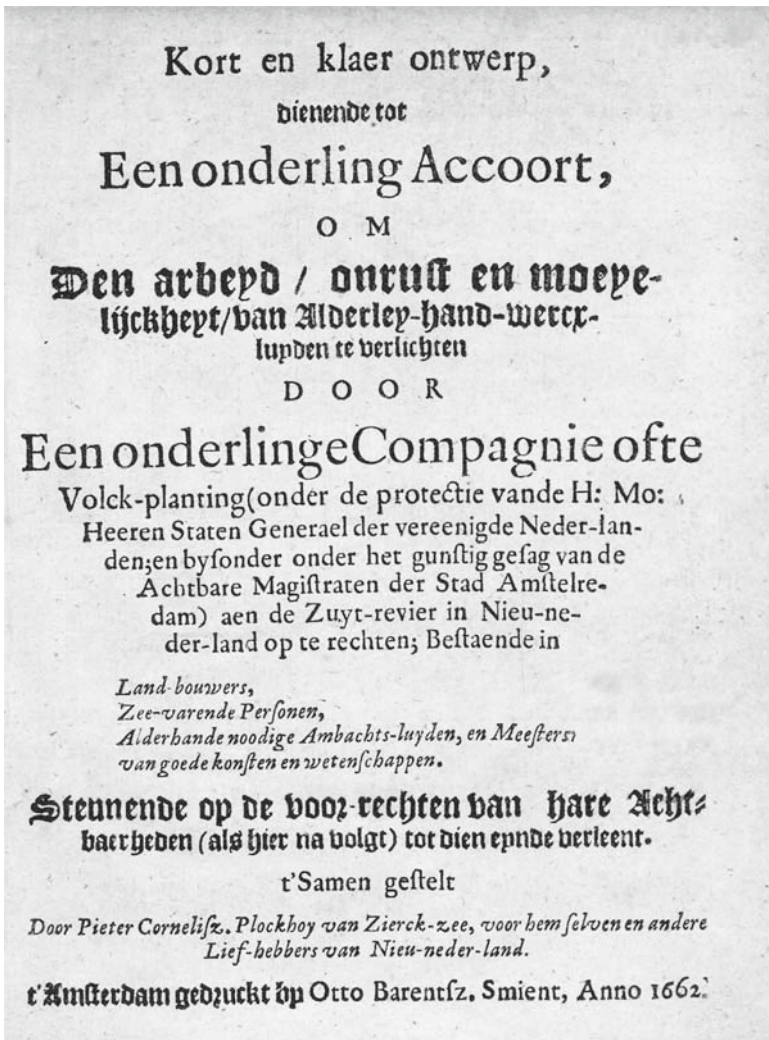 Kort en klaer ontwerp,
dienende tot
Een onderling Accoort,
O M
Den arbeyd / onrust en moeye-
lijckheyt/van Alderley-hand-wercx-
luyden te verlichten
D O O R
Een onderlinge Compagnie ofte
Volck-planting (onder de protectie vande H: Mo:
Heeren Staten Generael der vereenigde Neder-lan-
den; en bysonder onder het gunstig gesag van de
Achtbare Magistraten der Stad Amstelre-
dam) aen de Zuyt-revier in Nieu-ne-
der-land op te rechten; Bestaende in
Land-bouwers,
Zee-varende Persoonen,
Alderhande noodige Ambachts-luyden, en Meesters
van goede konsten en wetenschappen.
Steunende op de voor-rechten van hare Acht-
baerheden (als hier na volgt) tot dien eynde verleent.
t'Samen gestelt
Door Pieter Cornelisz. Plockhoy van Zierck-zee, voor hem selven en andere
Lief-hebbers van Nieu-neder-land.
t'Amsterdam gedruckt by Otto Barentsz. Smient, Anno 1662.